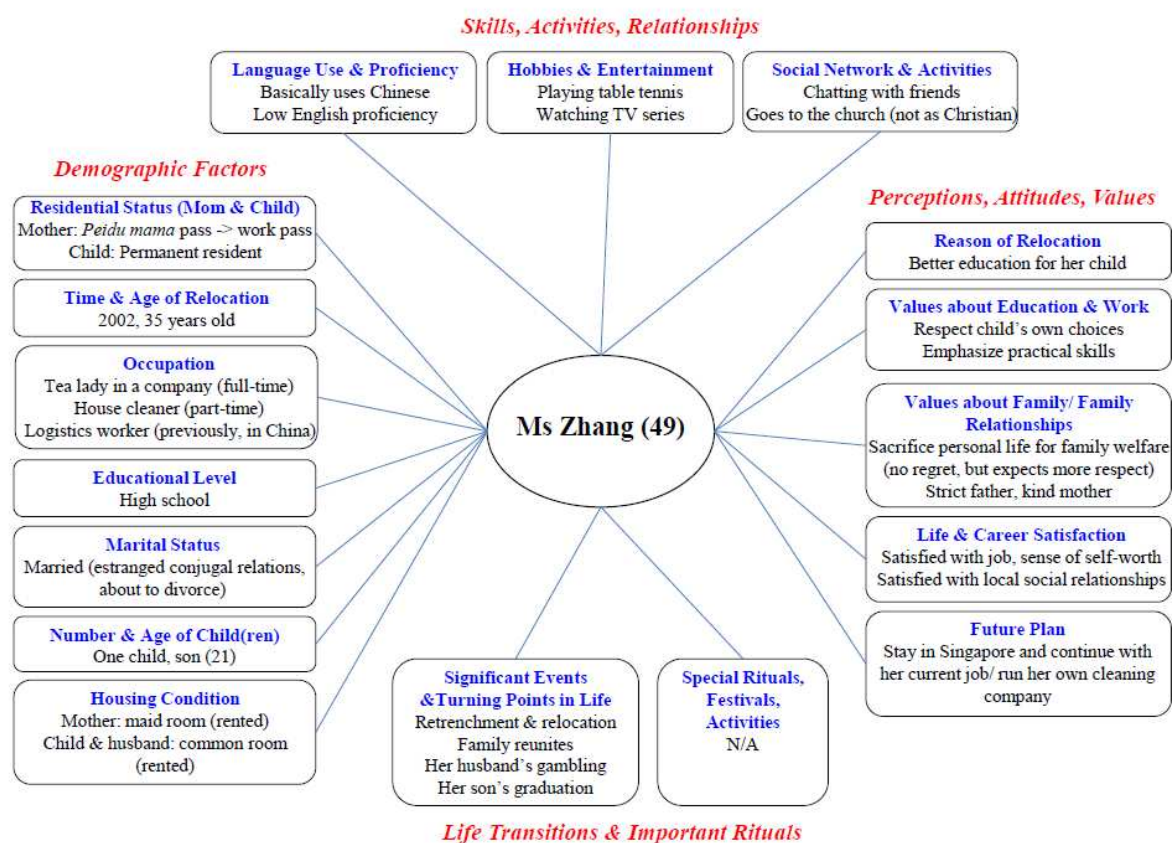 Skills, Activities, Relationships
Language Use & Proficiency
Basically uses Chinese
Low English proficiency
Hobbies & Entertainment
Playing table tennis
Watching TV series
Social Network & Activities
Chatting with friends
Goes to the church (not as Christian)
Demographic Factors
Residential Status (Mom & Child)
Mother: Peidu mama pass -> work pass
Child: Permanent resident
Time & Age of Relocation
2002, 35 years old
Occupation
Tea lady in a company (full-time)
House cleaner (part-time)
Logistics worker (previously, in China)
Educational Level
High school
Marital Status
Married (estranged conjugal relations,
about to divorce)
Number & Age of Child(ren)
One child, son (21)
Housing Condition
Mother: maid room (rented)
Child & husband: common room
(rented)
Ms Zhang (49)
Perceptions, Attitudes, Values
Reason of Relocation
Better education for her child
Values about Education & Work
Respect child's own choices
Emphasize practical skills
Values about Family/ Family
Relationships
Sacrifice personal life for family welfare
(no regret, but expects more respect)
Strict father, kind mother
Life & Career Satisfaction
Satisfied with job, sense of self-worth
Satisfied with local social relationships
Future Plan
Stay in Singapore and continue with
her current job/ run her own cleaning
company
Significant Events
&Turning Points in Life
Retrenchment & relocation
Family reunites
Her husband's gambling
Her son's graduation
Special Rituals,
Festivals,
Activities
N/A
Life Transitions & Important Rituals